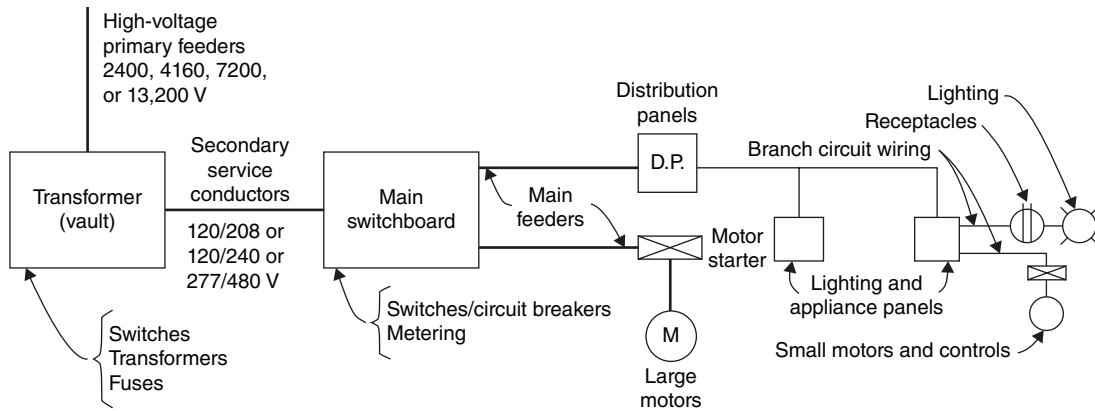 High-voltage
primary feeders
2400, 4160, 7200,
or 13,200 V
Transformer
(vault)
Secondary
service
conductors
120/208 or
120/240 or
277/480 V
Switches
Transformers
Fuses
Main
switchboard
Switches/circuit breakers
Metering
Main
feeders
Distribution
panels
D.P.
Motor
starter
M
Large
motors
Lighting
Receptacles
Branch circuit wiring
Lighting and
appliance panels
Small motors and controls